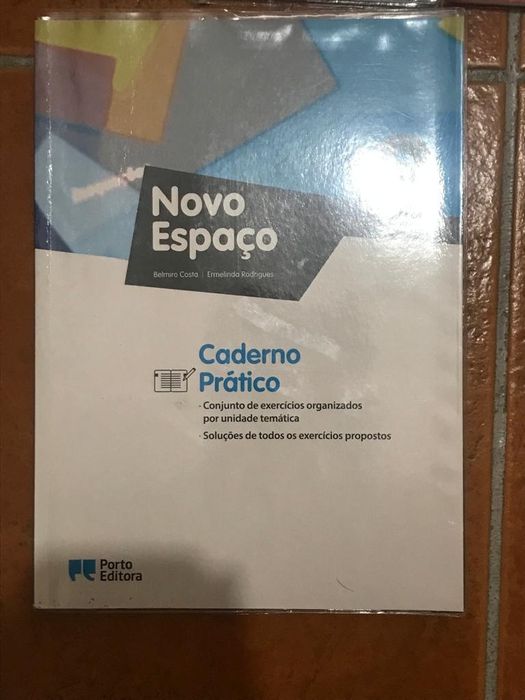 Novo
Espaço
Belmiro Costa | Ermelinda Rodrigues
Caderno
Prático
· Conjunto de exercícios organizados
por unidade temática
· Soluções de todos os exercícios propostos
Porto
Editora